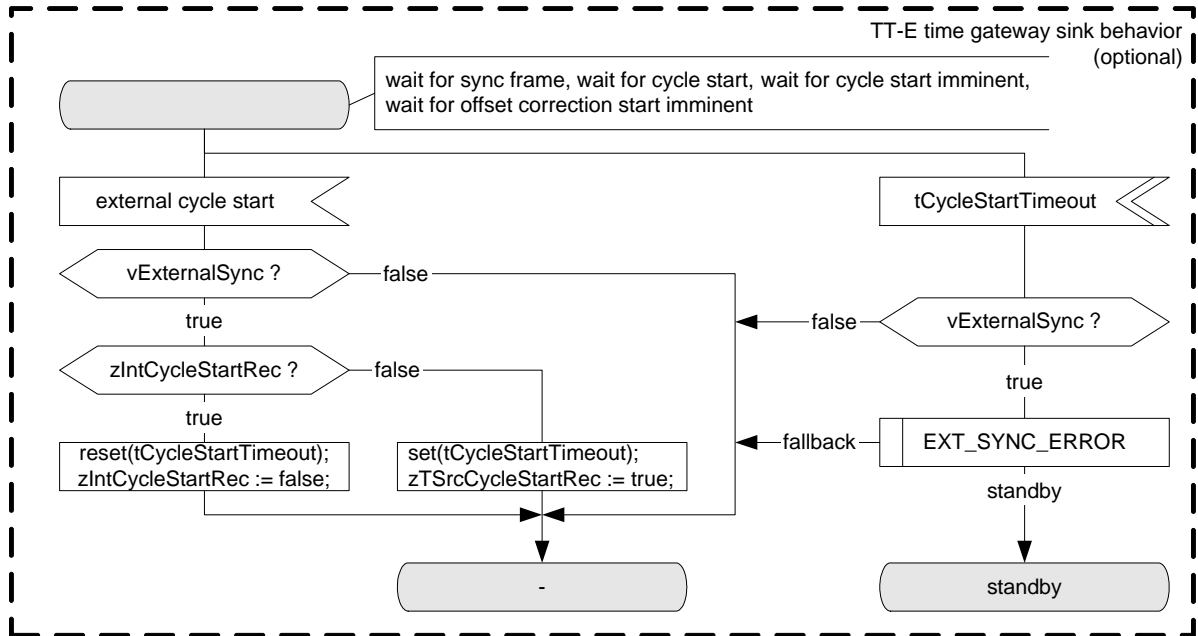 TT-E time gateway sink behavior
(optional)
wait for sync frame, wait for cycle start, wait for cycle start imminent,
wait for offset correction start imminent
external cycle start
tCycleStartTimeout
vExternalSync ?
false
true
false
vExternalSync ?
zIntCycleStartRec ?
false
true
true
reset(tCycleStartTimeout);
zIntCycleStartRec := false;
set(tCycleStartTimeout);
zTSrcCycleStartRec := true;
fallback
EXT_SYNC_ERROR
standby
-
standby